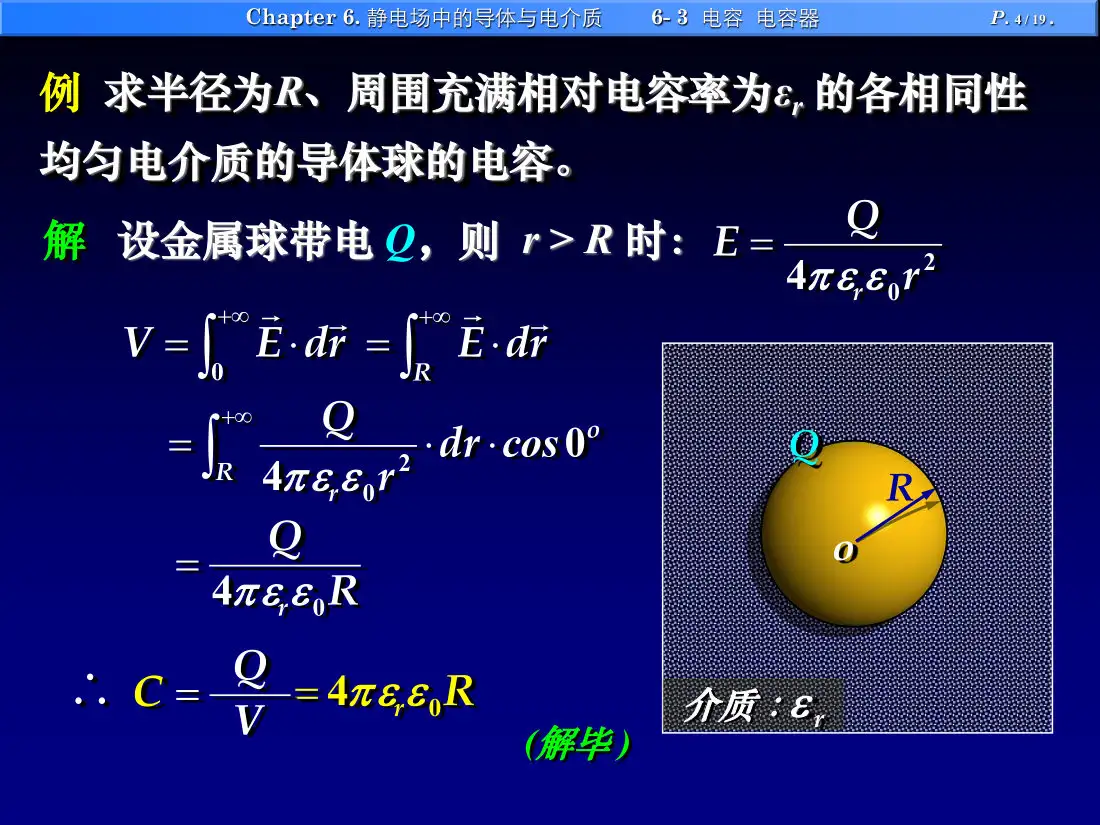 Chapter 6. 静电场中的导体与电介质 6- 3 电容 电容器 P. 4 / 19 .
例 求半径为R、周围充满相对电容率为εr 的各相同性
均匀电介质的导体球的电容。
解 设金属球带电 Q，则 r > R 时： E = Q / 4πεrε0r²
V = ∫₀^{+∞} E⃗ · dr⃗ = ∫_R^{+∞} E⃗ · dr⃗
= ∫_R^{+∞} Q / 4πεrε0r² · dr · cos 0°
= Q / 4πεrε0R
∴ C = Q / V = 4πεrε0R
(解毕)
Q
R
o
介质：εr